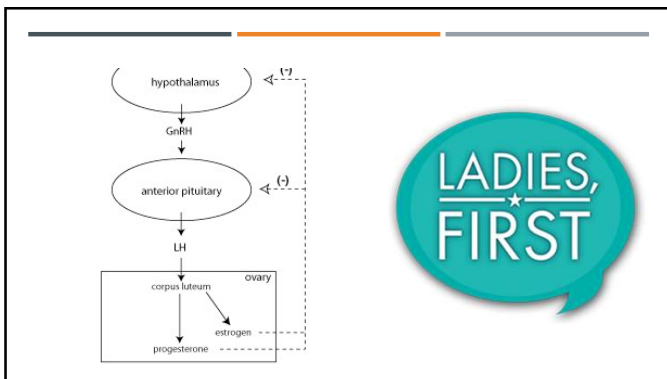 (-)
hypothalamus
GnRH
(-)
anterior pituitary
LH
ovary
corpus luteum
estrogen
progesterone
LADIES,
FIRST